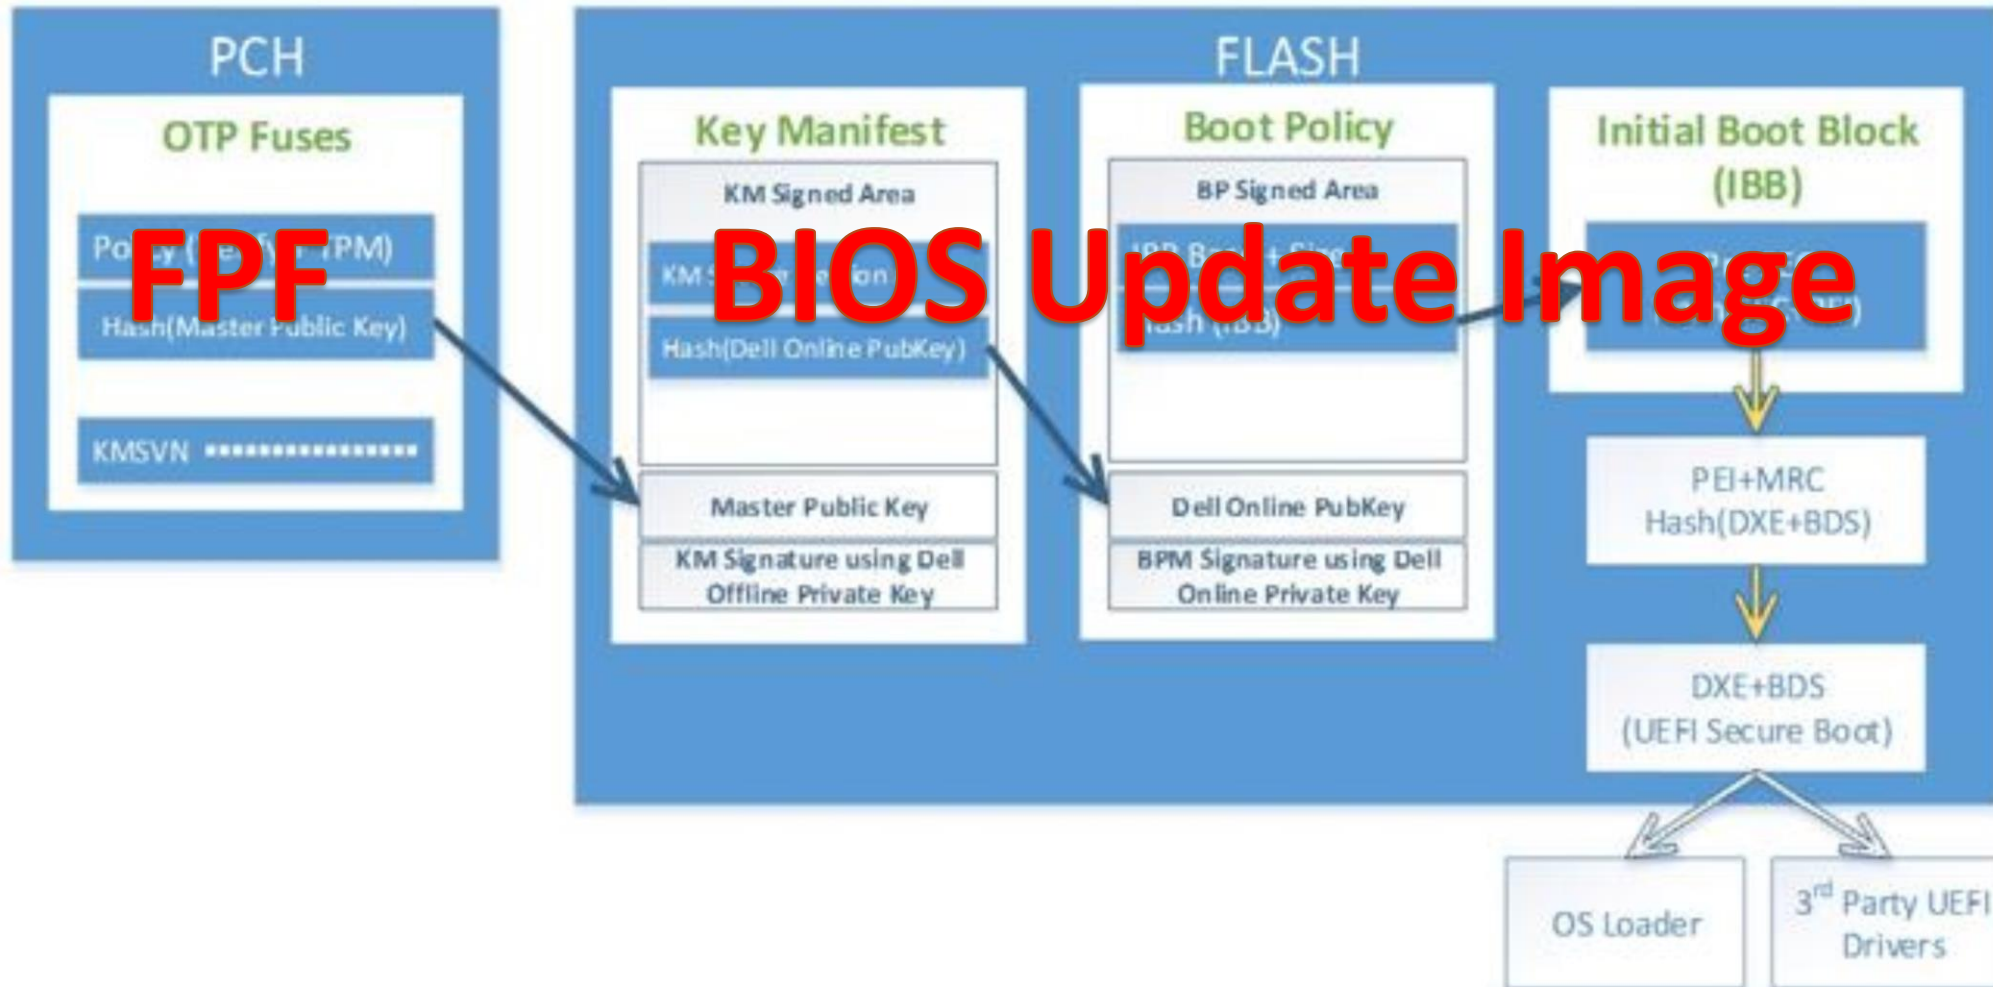 PCH
OTP Fuses
FPF
Hash(Master Public Key)
KMSVN
FLASH
Key Manifest
KM Signed Area
Hash(Dell Online PubKey)
Master Public Key
KM Signature using Dell
Offline Private Key
BIOS Update Image
Boot Policy
BP Signed Area
Dell Online PubKey
BPM Signature using Dell
Online Private Key
Initial Boot Block
(IBB)
PEI+MRC
Hash(DXE+BDS)
DXE+BDS
(UEFI Secure Boot)
OS Loader
3rd Party UEFI
Drivers